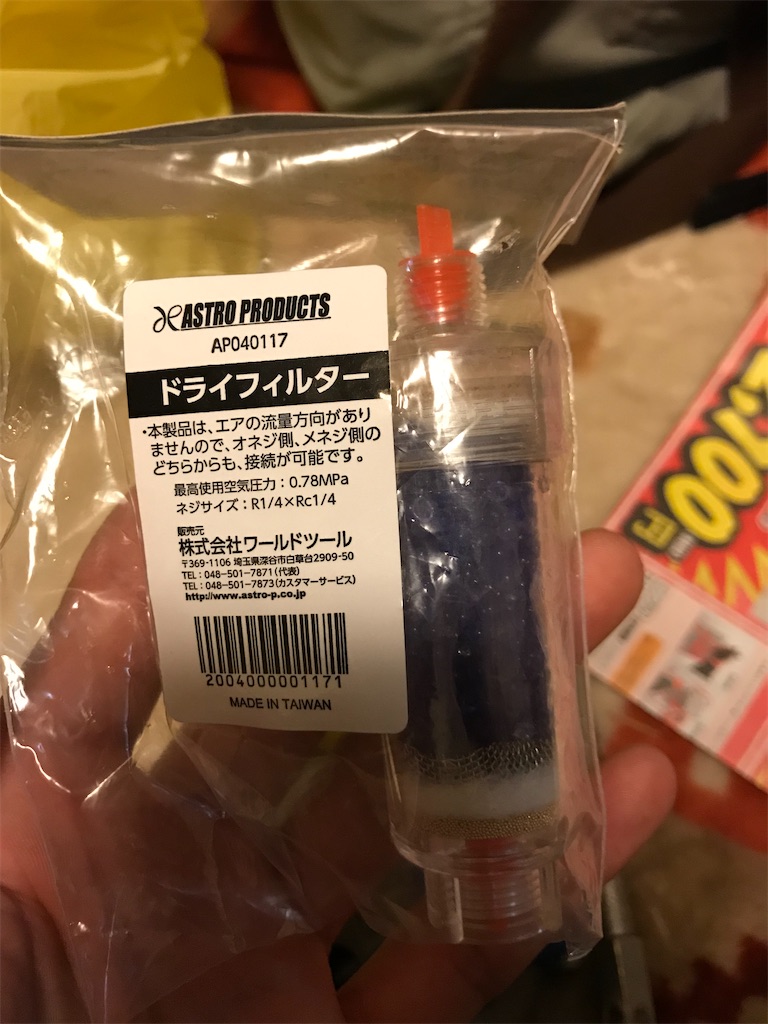 ASTRO PRODUCTS
AP040117
ドライフィルター
・本製品は、エアの流量方向があり
ませんので、オネジ側、メネジ側の
どちらからも、接続が可能です。
最高使用空気圧力：0.78MPa
ネジサイズ：R1/4×Rc1/4
販売元
株式会社ワールドツール
〒369-1106 埼玉県深谷市白草台2909-50
TEL：048-501-7871（代表）
TEL：048-501-7873（カスタマーサービス）
http://www.astro-p.co.jp
2004000001171
MADE IN TAIWAN